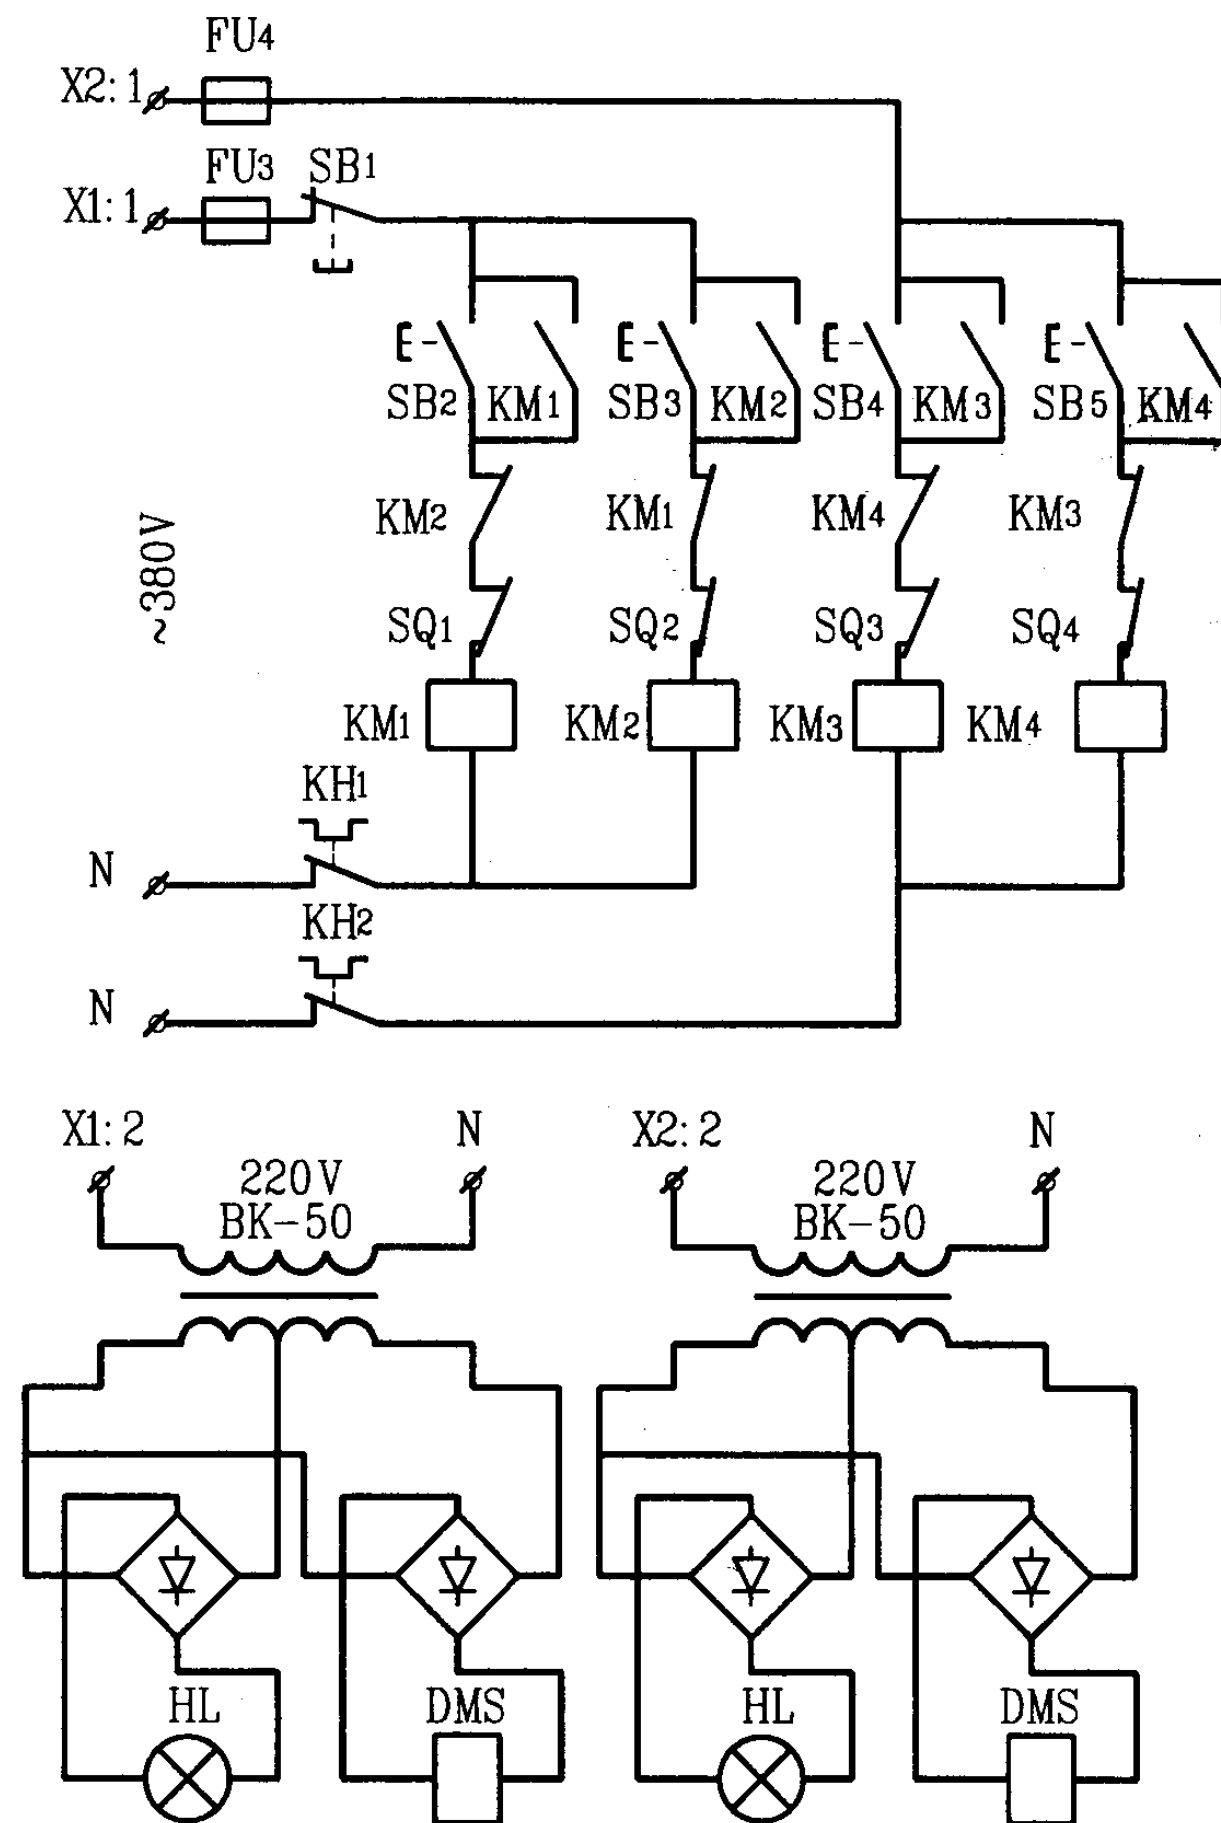 FU4
X2:1
FU3 SB1
X1:1
SB2 KM1 SB3 KM2 SB4 KM3 SB5 KM4
KM2 KM1 KM4 KM3
~380V
SQ1 SQ2 SQ3 SQ4
KM1 KM2 KM3 KM4
KH1
N
KH2
N
X1:2 N X2:2 N
220V 220V
BK-50 BK-50
HL DMS HL DMS